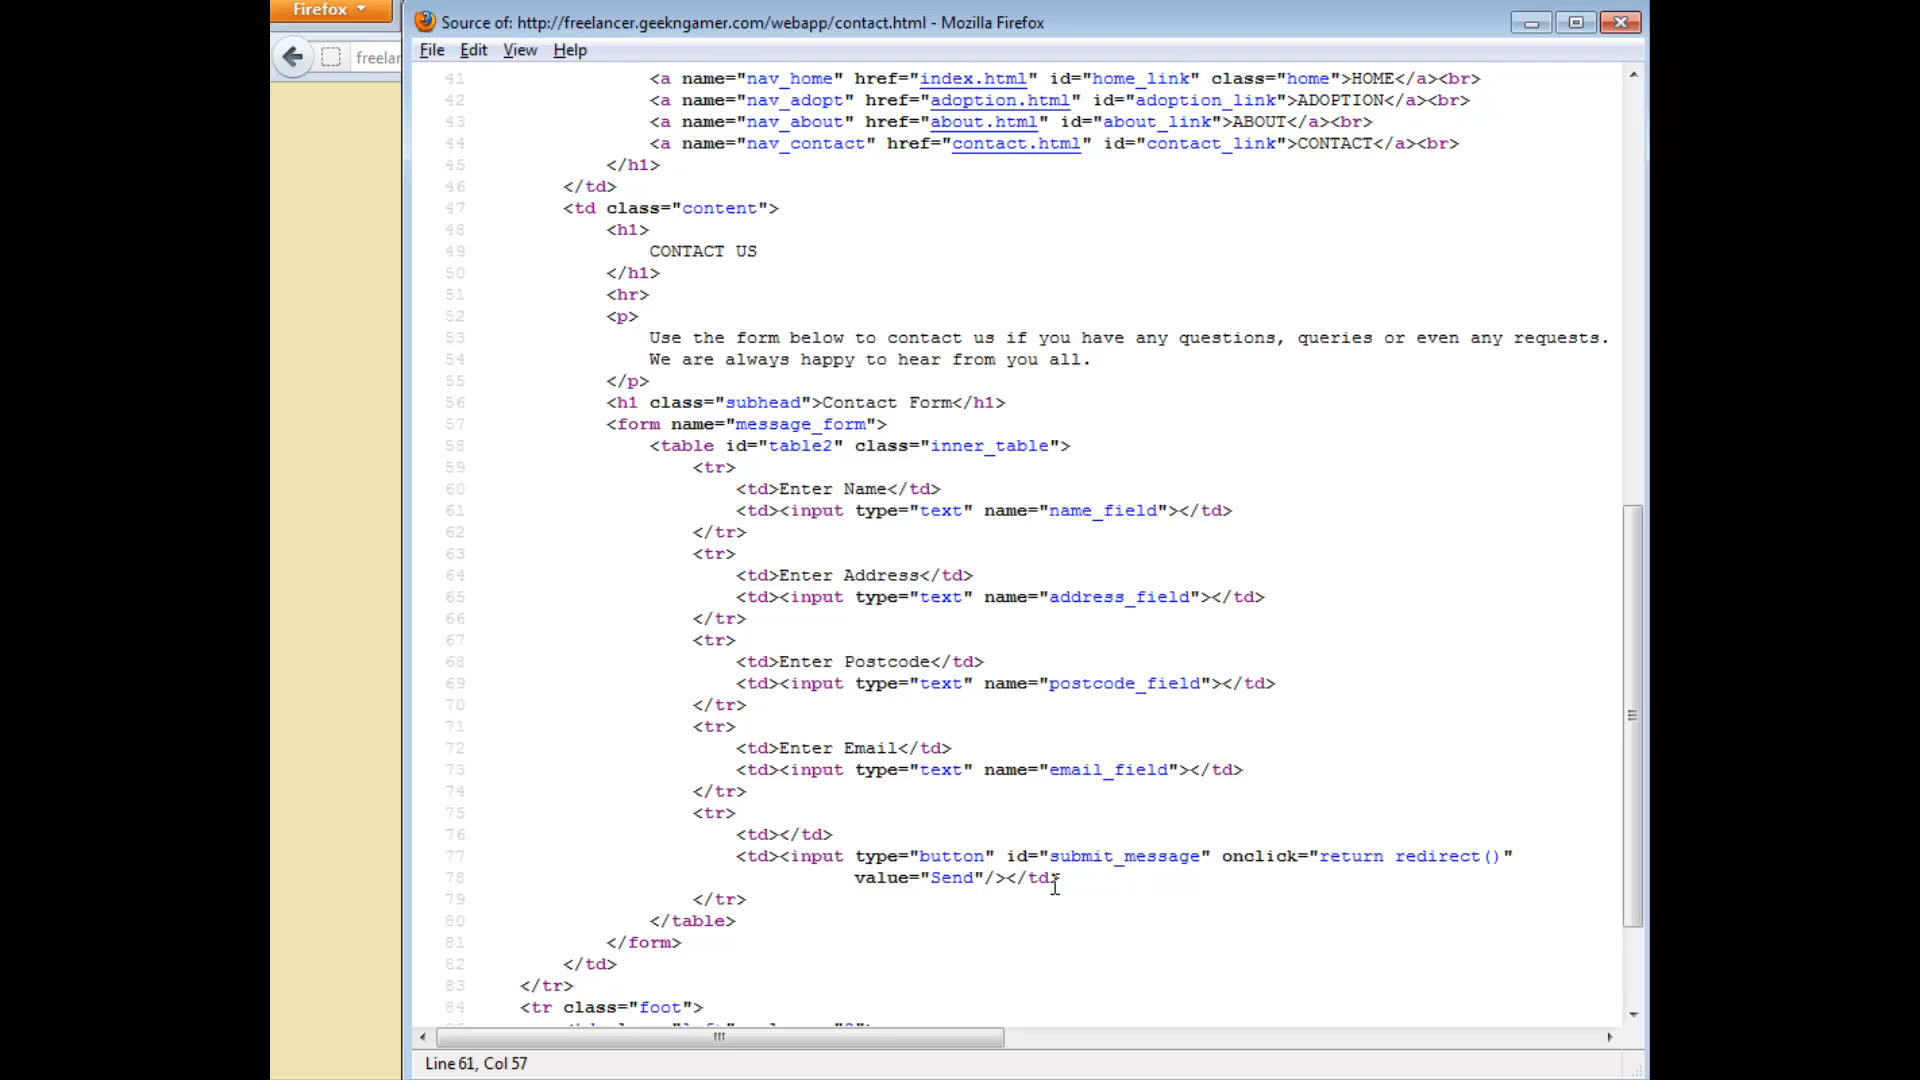 Firefox
Source of: http://freelancer.geekngamer.com/webapp/contact.html - Mozilla Firefox
freelar
File Edit View Help
41 <a name="nav_home" href="index.html" id="home_link" class="home">HOME</a><br>
42 <a name="nav_adopt" href="adoption.html" id="adoption_link">ADOPTION</a><br>
43 <a name="nav_about" href="about.html" id="about_link">ABOUT</a><br>
44 <a name="nav_contact" href="contact.html" id="contact_link">CONTACT</a><br>
45 </h1>
46 </td>
47 <td class="content">
48 <h1>
49 CONTACT US
50 </h1>
51 <hr>
52 <p>
53 Use the form below to contact us if you have any questions, queries or even any requests.
54 We are always happy to hear from you all.
55 </p>
56 <h1 class="subhead">Contact Form</h1>
57 <form name="message_form">
58 <table id="table2" class="inner_table">
59 <tr>
60 <td>Enter Name</td>
61 <td><input type="text" name="name_field"></td>
62 </tr>
63 <tr>
64 <td>Enter Address</td>
65 <td><input type="text" name="address_field"></td>
66 </tr>
67 <tr>
68 <td>Enter Postcode</td>
69 <td><input type="text" name="postcode_field"></td>
70 </tr>
71 <tr>
72 <td>Enter Email</td>
73 <td><input type="text" name="email_field"></td>
74 </tr>
75 <tr>
76 <td></td>
77 <td><input type="button" id="submit_message" onclick="return redirect()"
78 value="Send"/></td>
79 </tr>
80 </table>
81 </form>
82 </td>
83 </tr>
84 <tr class="foot">
Line 61, Col 57